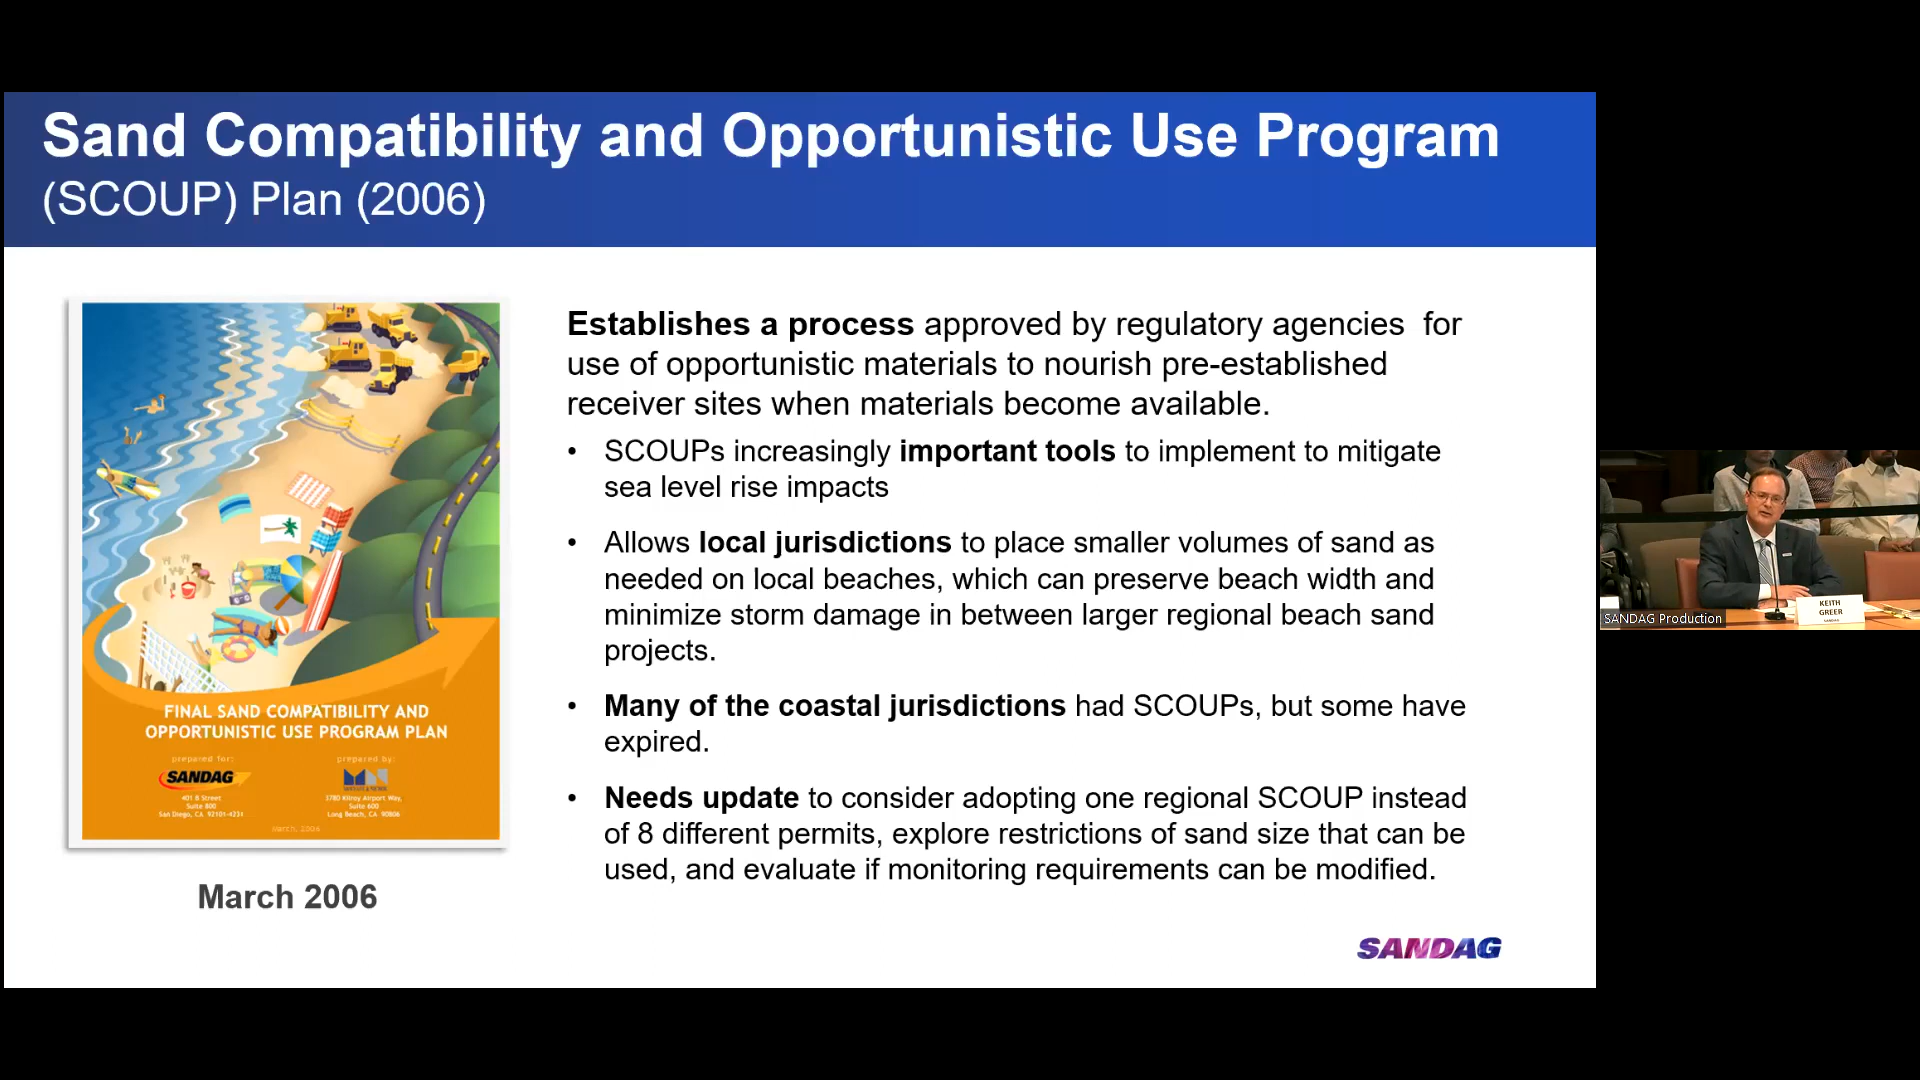 Sand Compatibility and Opportunistic Use Program
(SCOUP) Plan (2006)
FINAL SAND COMPATIBILITY AND
OPPORTUNISTIC USE PROGRAM PLAN
prepared for:
SANDAG
401 B Street
Suite 800
San Diego, CA 92101-4231
prepared by:
3780 Kilroy Airport Way,
Suite 600
Long Beach, CA 90806
March, 2006
March 2006
Establishes a process approved by regulatory agencies for
use of opportunistic materials to nourish pre-established
receiver sites when materials become available.
• SCOUPs increasingly important tools to implement to mitigate
sea level rise impacts
• Allows local jurisdictions to place smaller volumes of sand as
needed on local beaches, which can preserve beach width and
minimize storm damage in between larger regional beach sand
projects.
• Many of the coastal jurisdictions had SCOUPs, but some have
expired.
• Needs update to consider adopting one regional SCOUP instead
of 8 different permits, explore restrictions of sand size that can be
used, and evaluate if monitoring requirements can be modified.
SANDAG
KEITH
GREER
SANDAG Production